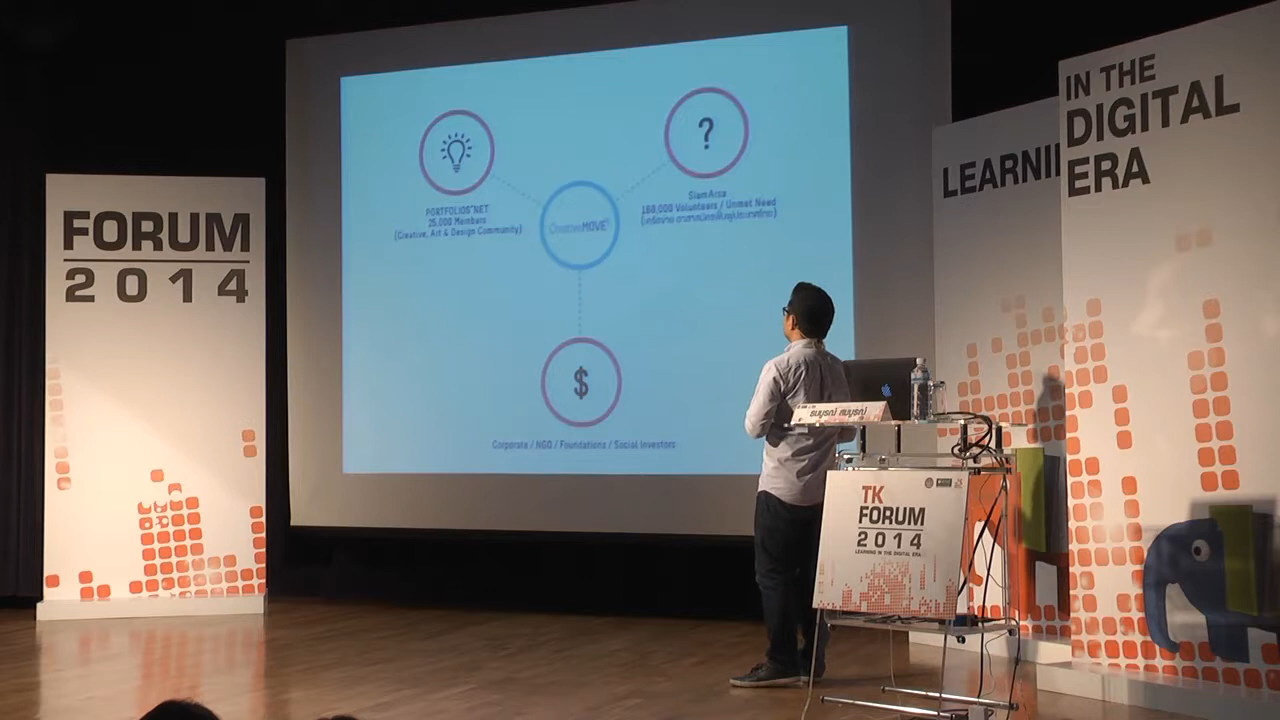 FORUM
2014
PORTFOLIOS*NET
25,000 Members
(Creative, Art & Design Community)
CreativeMOVE
SiamArsa
160,000 Volunteers / Unmet Need
?
$
Corporate / NGO / Foundations / Social Investors
LEARNI
IN THE
DIGITAL
ERA
TK
FORUM
2014
LEARNING IN THE DIGITAL ERA